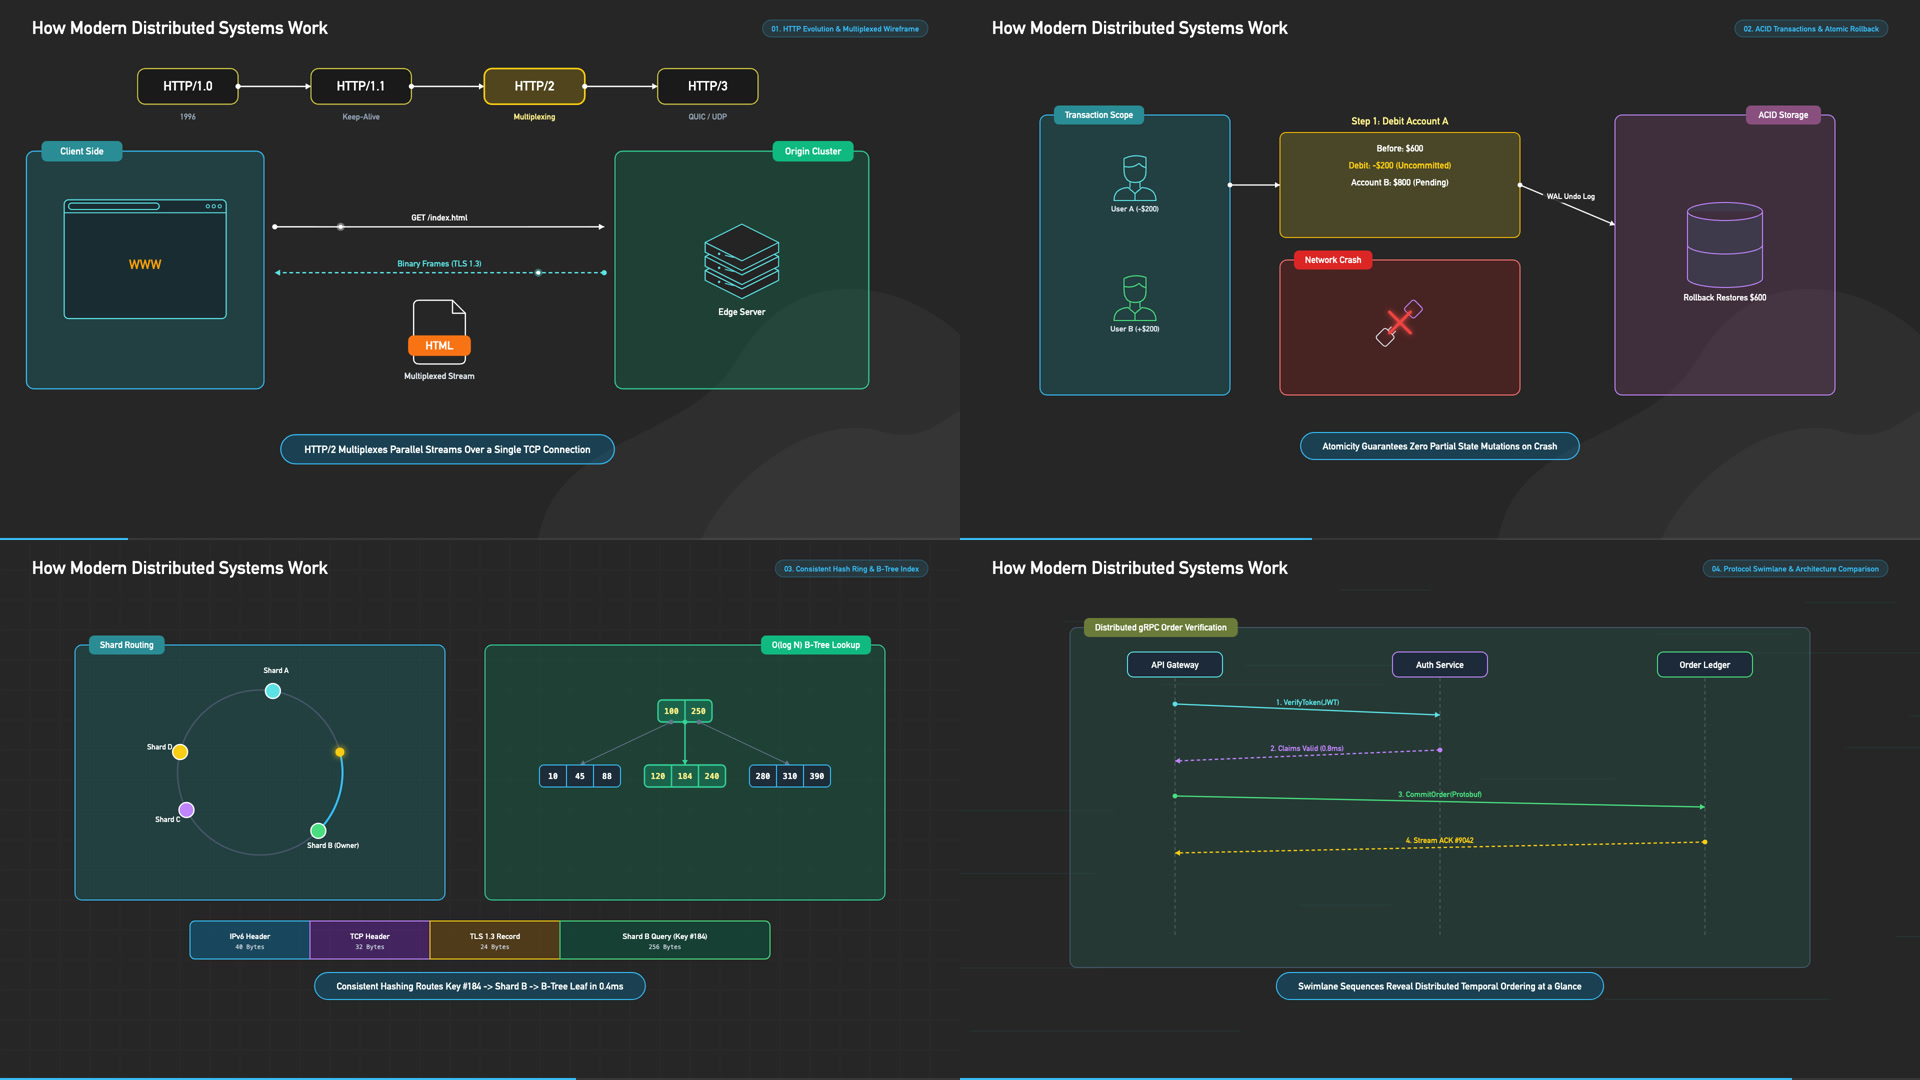 How Modern Distributed Systems Work
01. HTTP Evolution & Multiplexed Wireframe
HTTP/1.0
HTTP/1.1
HTTP/2
HTTP/3
1996
Keep-Alive
Multiplexing
QUIC / UDP
Client Side
Origin Cluster
WWW
GET /index.html
Binary Frames (TLS 1.3)
HTML
Multiplexed Stream
Edge Server
HTTP/2 Multiplexes Parallel Streams Over a Single TCP Connection
How Modern Distributed Systems Work
02. ACID Transactions & Atomic Rollback
Transaction Scope
User A (-$200)
User B (+$200)
Step 1: Debit Account A
Before: $600
Debit: -$200 (Uncommitted)
Account B: $800 (Pending)
Network Crash
WAL Undo Log
ACID Storage
Rollback Restores $600
Atomicity Guarantees Zero Partial State Mutations on Crash
How Modern Distributed Systems Work
03. Consistent Hash Ring & B-Tree Index
Shard Routing
Shard A
Shard D
Shard C
Shard B (Owner)
O(log N) B-Tree Lookup
100 250
10 45 88
120 184 240
280 310 390
IPv6 Header
40 Bytes
TCP Header
32 Bytes
TLS 1.3 Record
24 Bytes
Shard B Query (Key #184)
256 Bytes
Consistent Hashing Routes Key #184 -> Shard B -> B-Tree Leaf in 0.4ms
How Modern Distributed Systems Work
04. Protocol Swimlane & Architecture Comparison
Distributed gRPC Order Verification
API Gateway
Auth Service
Order Ledger
1. VerifyToken(JWT)
2. Claims Valid (0.8ms)
3. CommitOrder(Protobuf)
4. Stream ACK #9042
Swimlane Sequences Reveal Distributed Temporal Ordering at a Glance